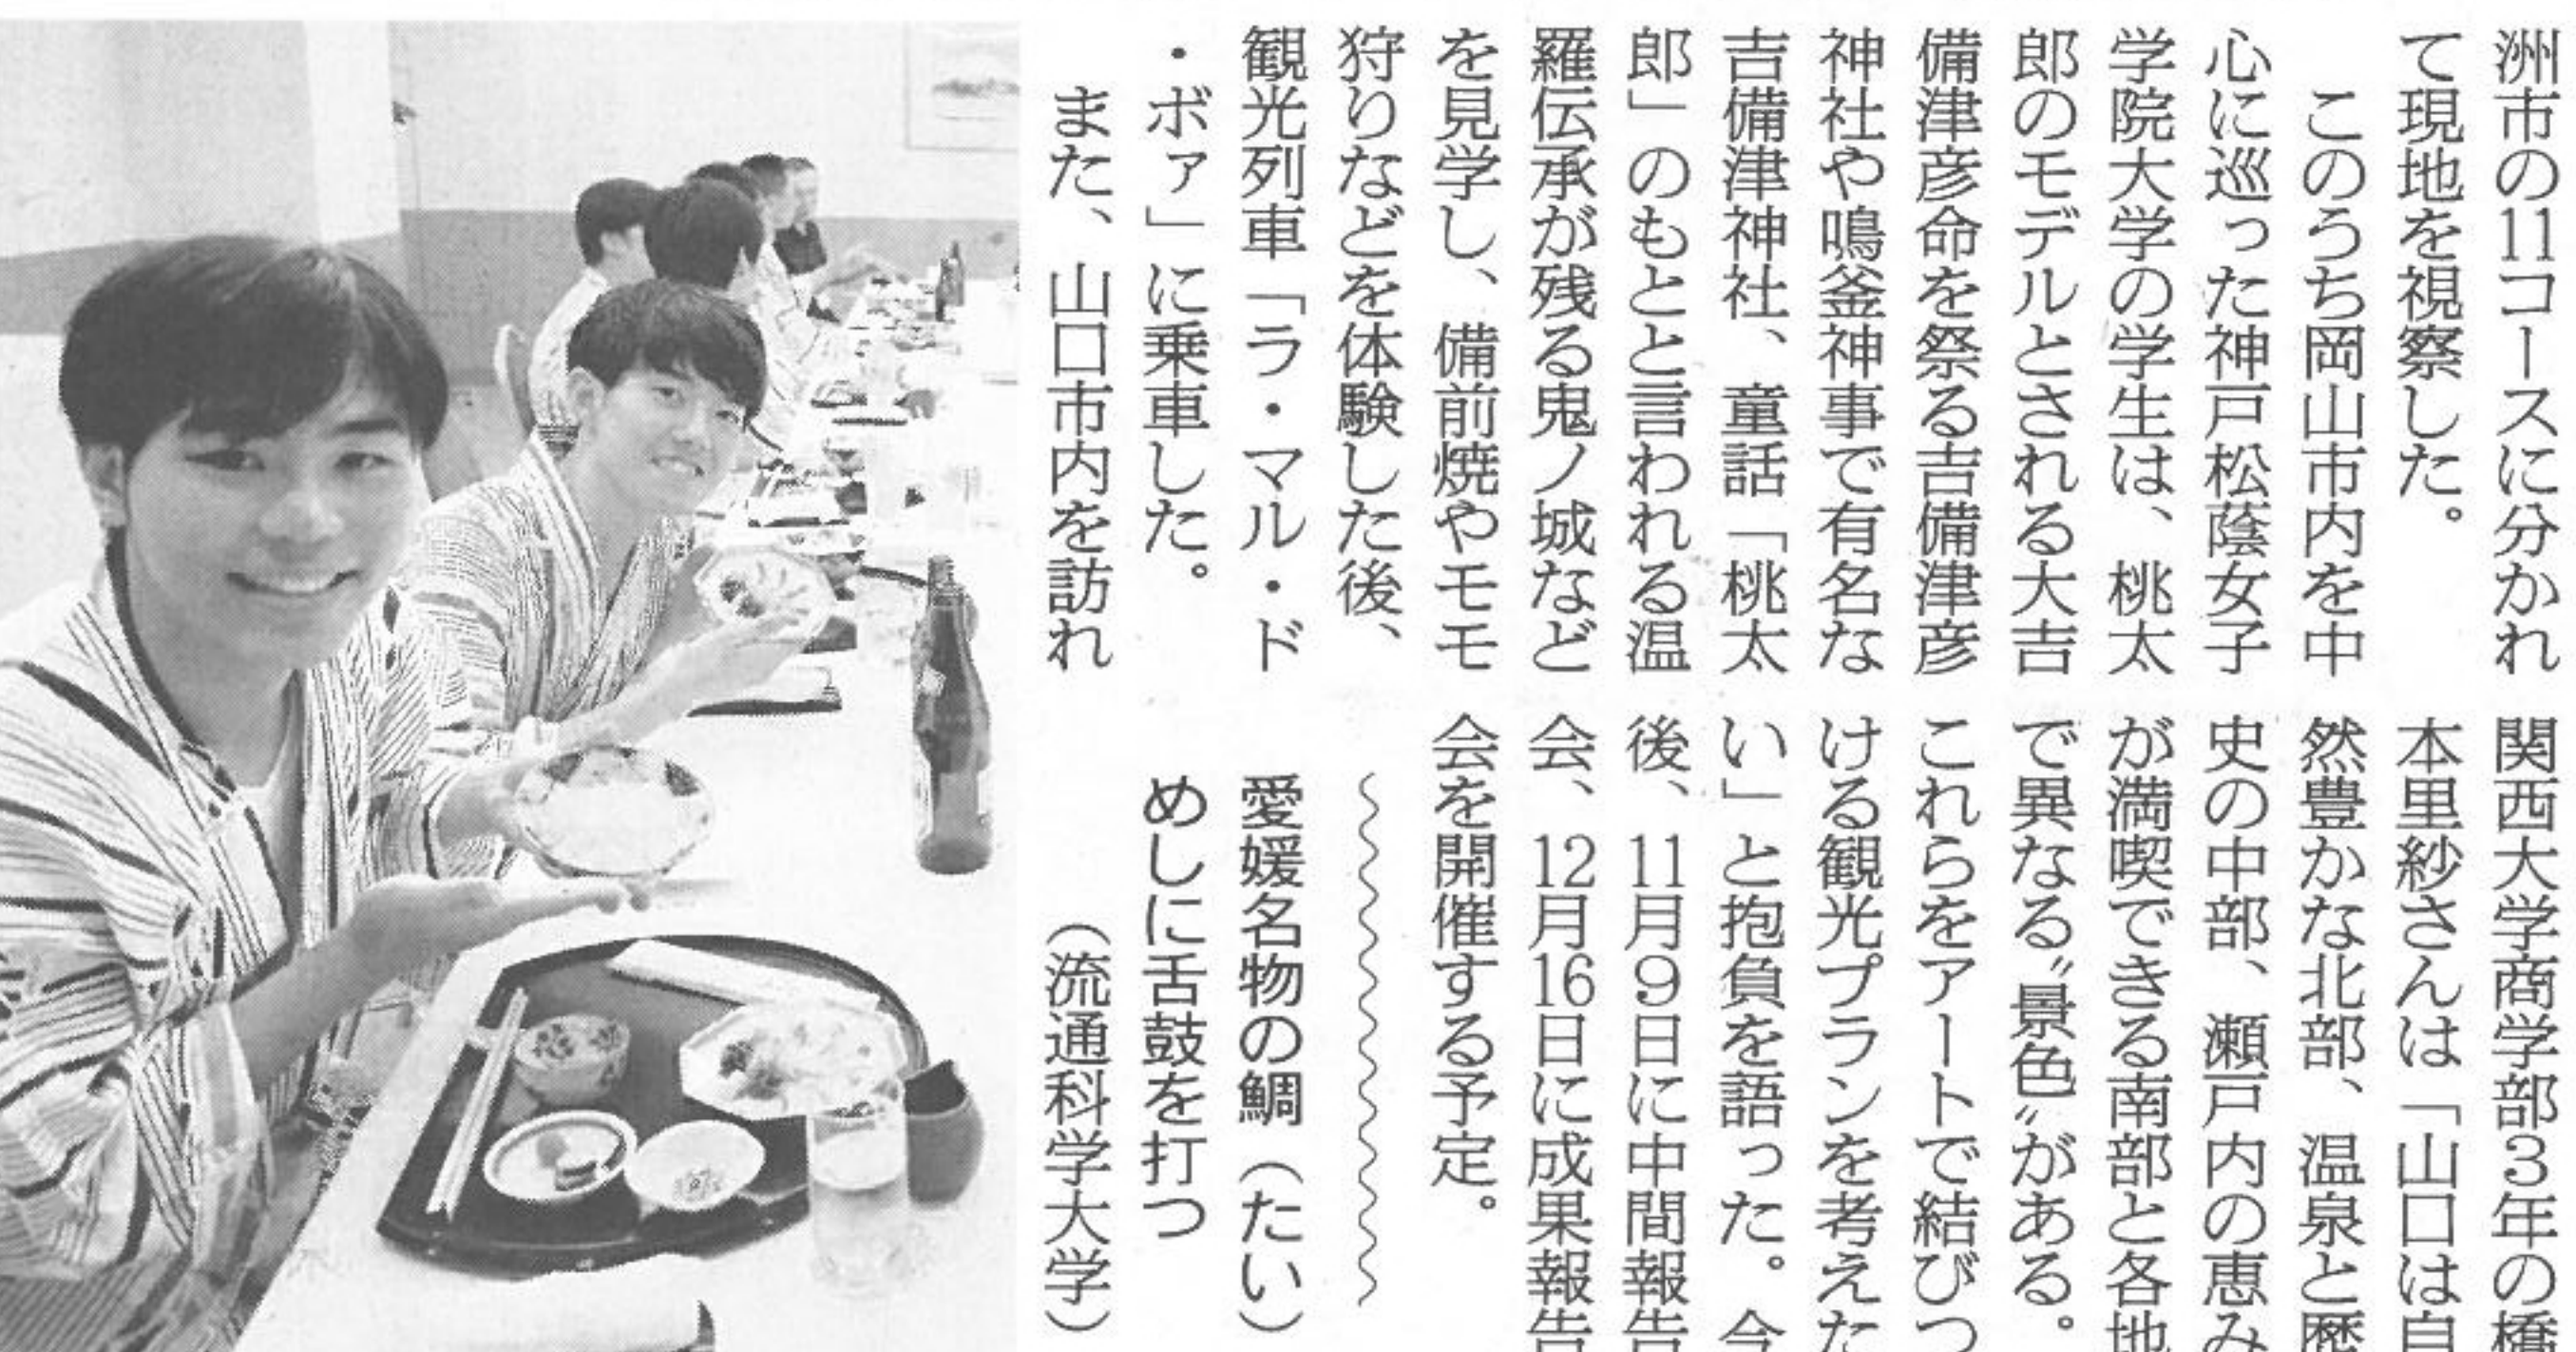 洲市の11コースに分かれ
て現地を視察した。
このうち岡山市内を中
心に巡った神戸松蔭女子
学院大学の学生は、桃太
郎のモデルとされる大吉
備津彦命を祭る吉備津彦
神社や鳴釜神事で有名な
吉備津神社、童話「桃太
郎」のもとと言われる温
羅伝承が残る鬼ノ城など
を見学し、備前焼やモモ
狩りなどを体験した後、
観光列車「ラ・マル・ド
・ボァ」に乗車した。
また、山口市内を訪れ
関西大学商学部3年の橋
本里紗さんは「山口は自
然豊かな北部、温泉と歴
史の中部、瀬戸内の恵み
が満喫できる南部と各地
で異なる〝景色〟がある。
これらをアートで結びつ
ける観光プランを考えた
い」と抱負を語った。今
後、11月9日に中間報告
会、12月16日に成果報告
会を開催する予定。
愛媛名物の鯛（たい）
めしに舌鼓を打つ
（流通科学大学）